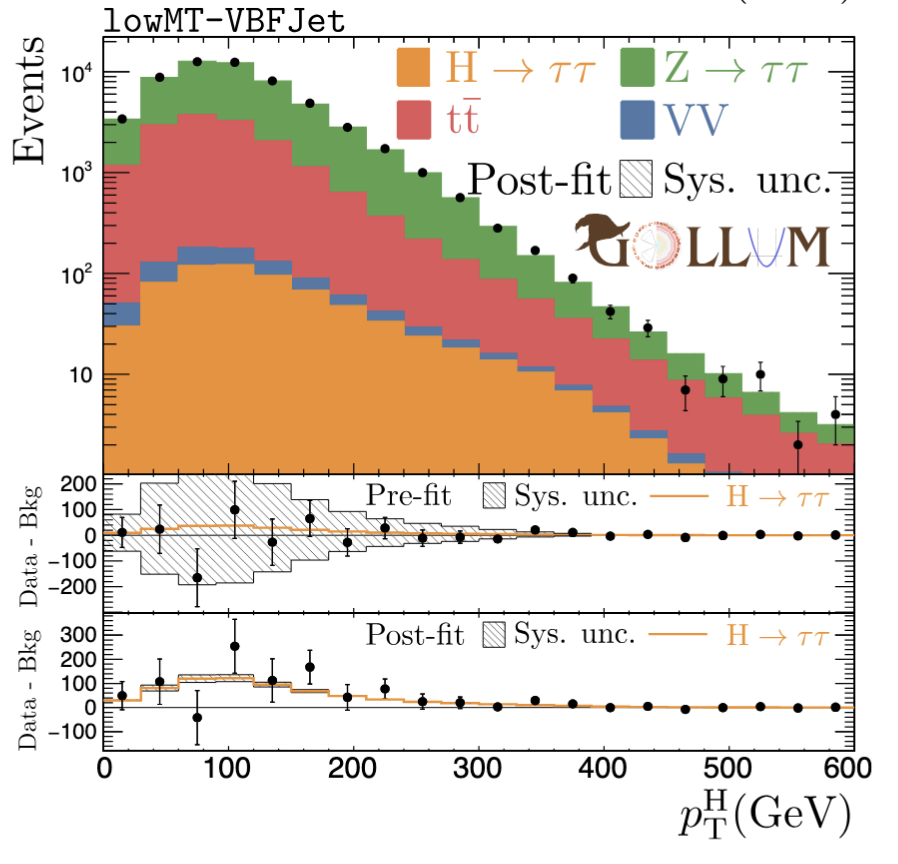 lowMT-VBFJet
Events
10⁴
10³
10²
10
H → ττ
Z → ττ
tt̄
VV
Post-fit
Sys. unc.
GOLLUM
Data - Bkg
200
100
0
−100
−200
Pre-fit
Sys. unc.
H → ττ
Data - Bkg
300
200
100
0
−100
Post-fit
Sys. unc.
H → ττ
0 100 200 300 400 500 600
p_T^H(GeV)